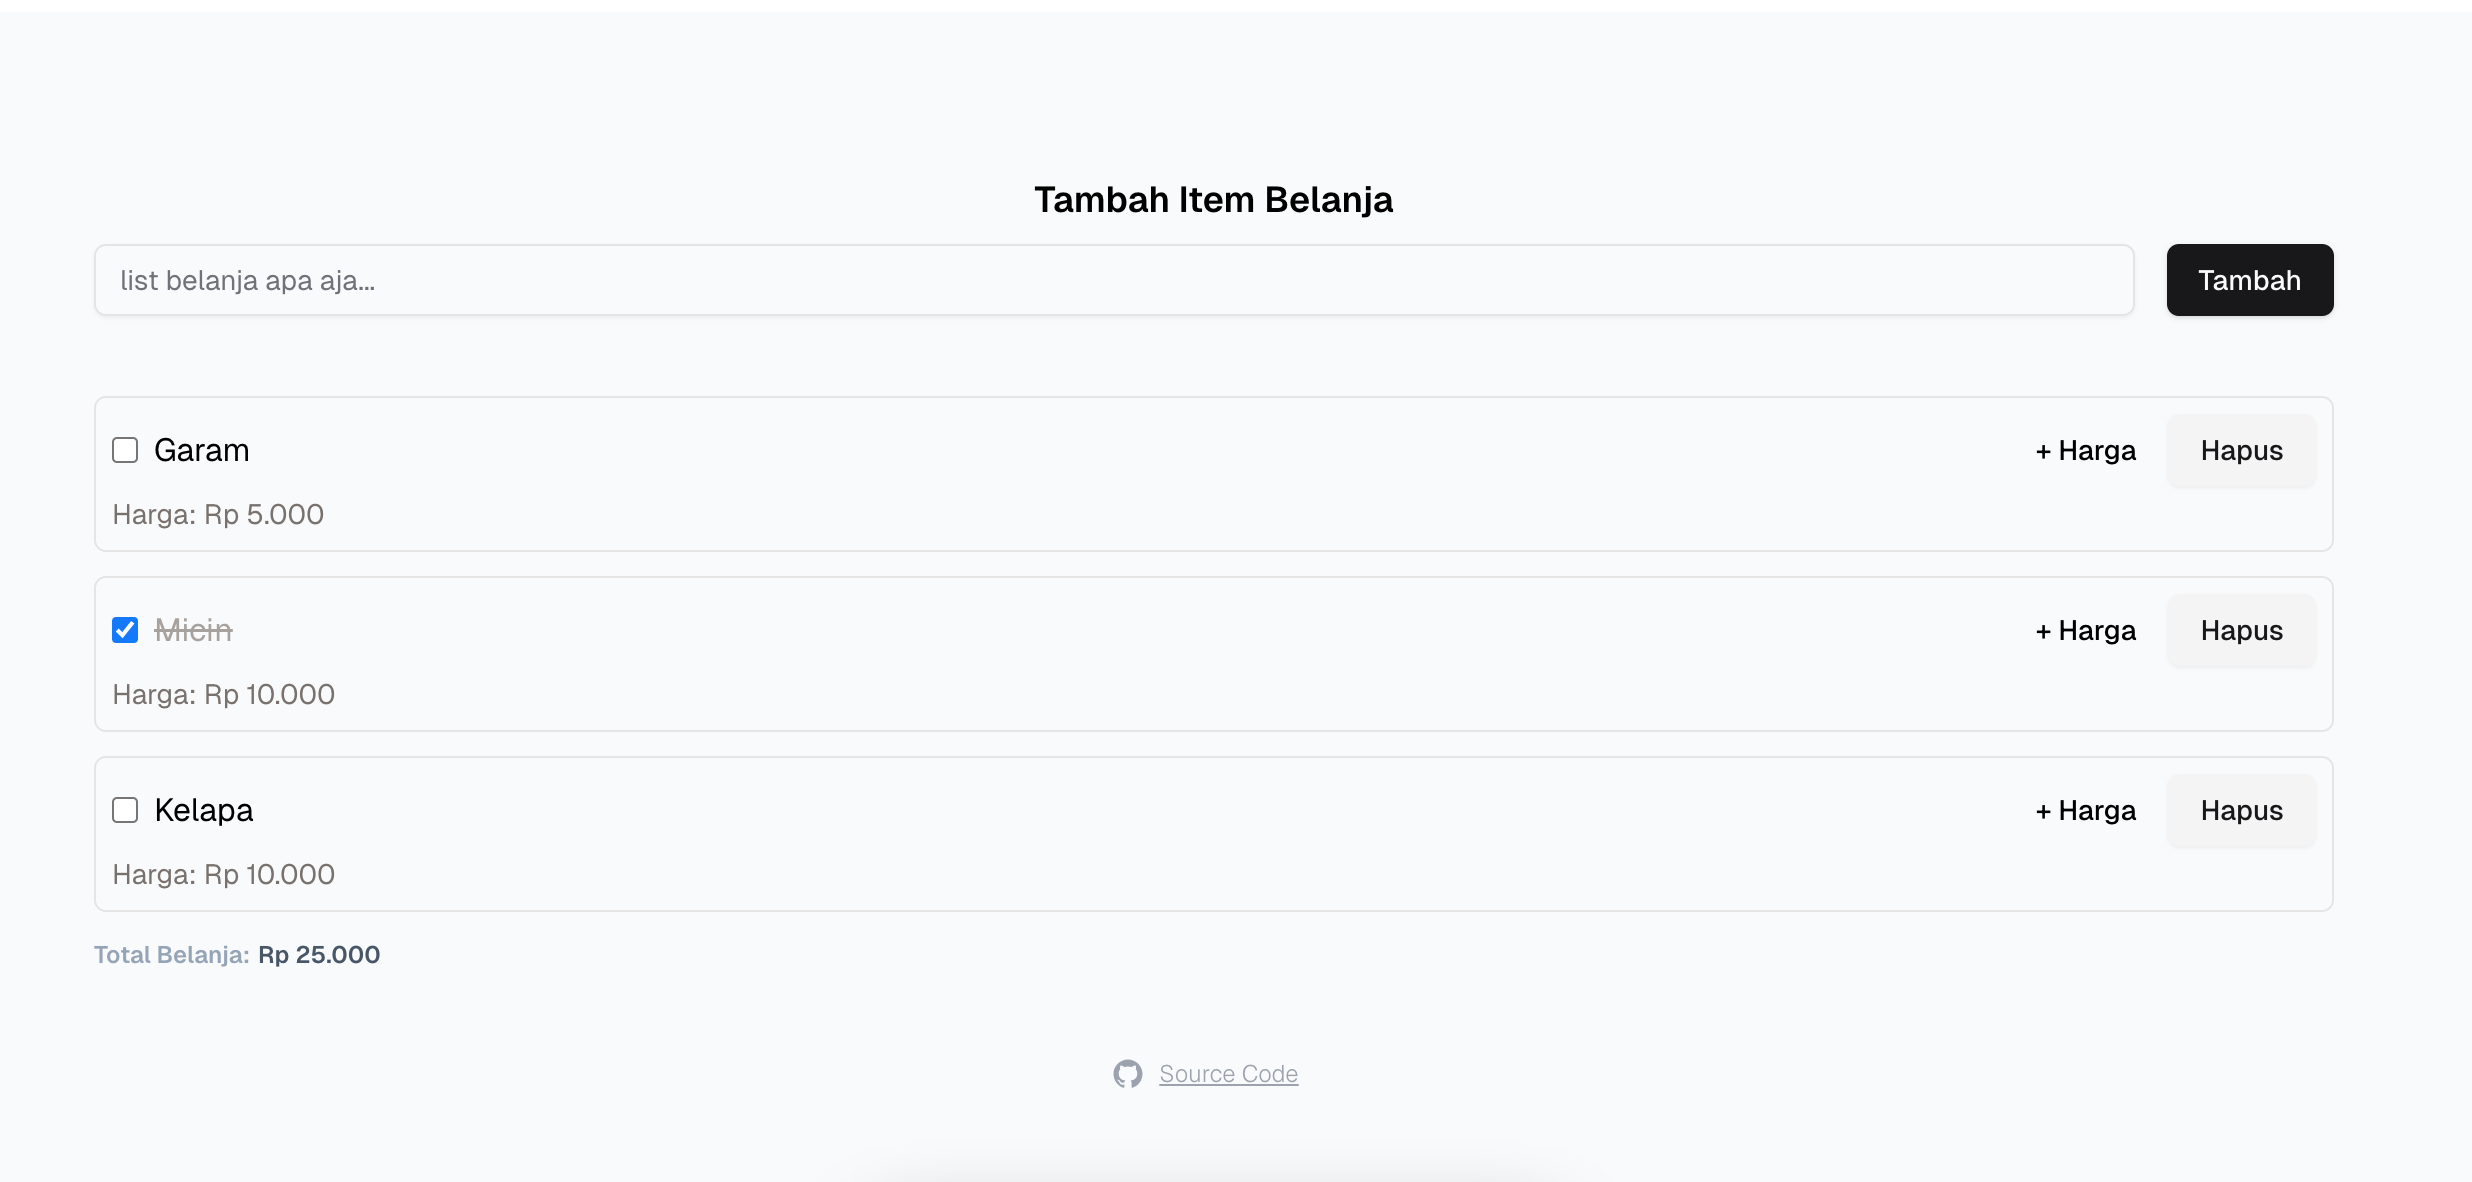 Tambah Item Belanja
list belanja apa aja...
Tambah
Garam
+ Harga
Hapus
Harga: Rp 5.000
Micin
+ Harga
Hapus
Harga: Rp 10.000
Kelapa
+ Harga
Hapus
Harga: Rp 10.000
Total Belanja: Rp 25.000
Source Code